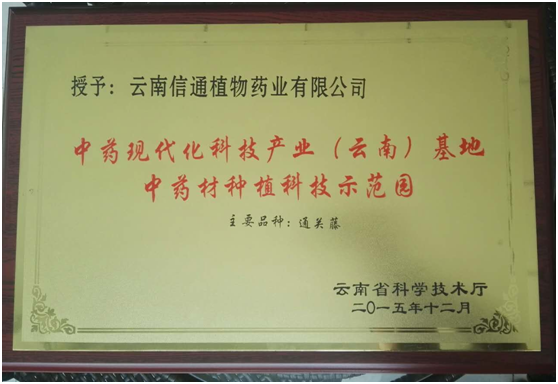 授予：云南信通植物药业有限公司
中药现代化科技产业（云南）基地
中药材种植科技示范园
主要品种：通关藤
云南省科学技术厅
二〇一五年十二月